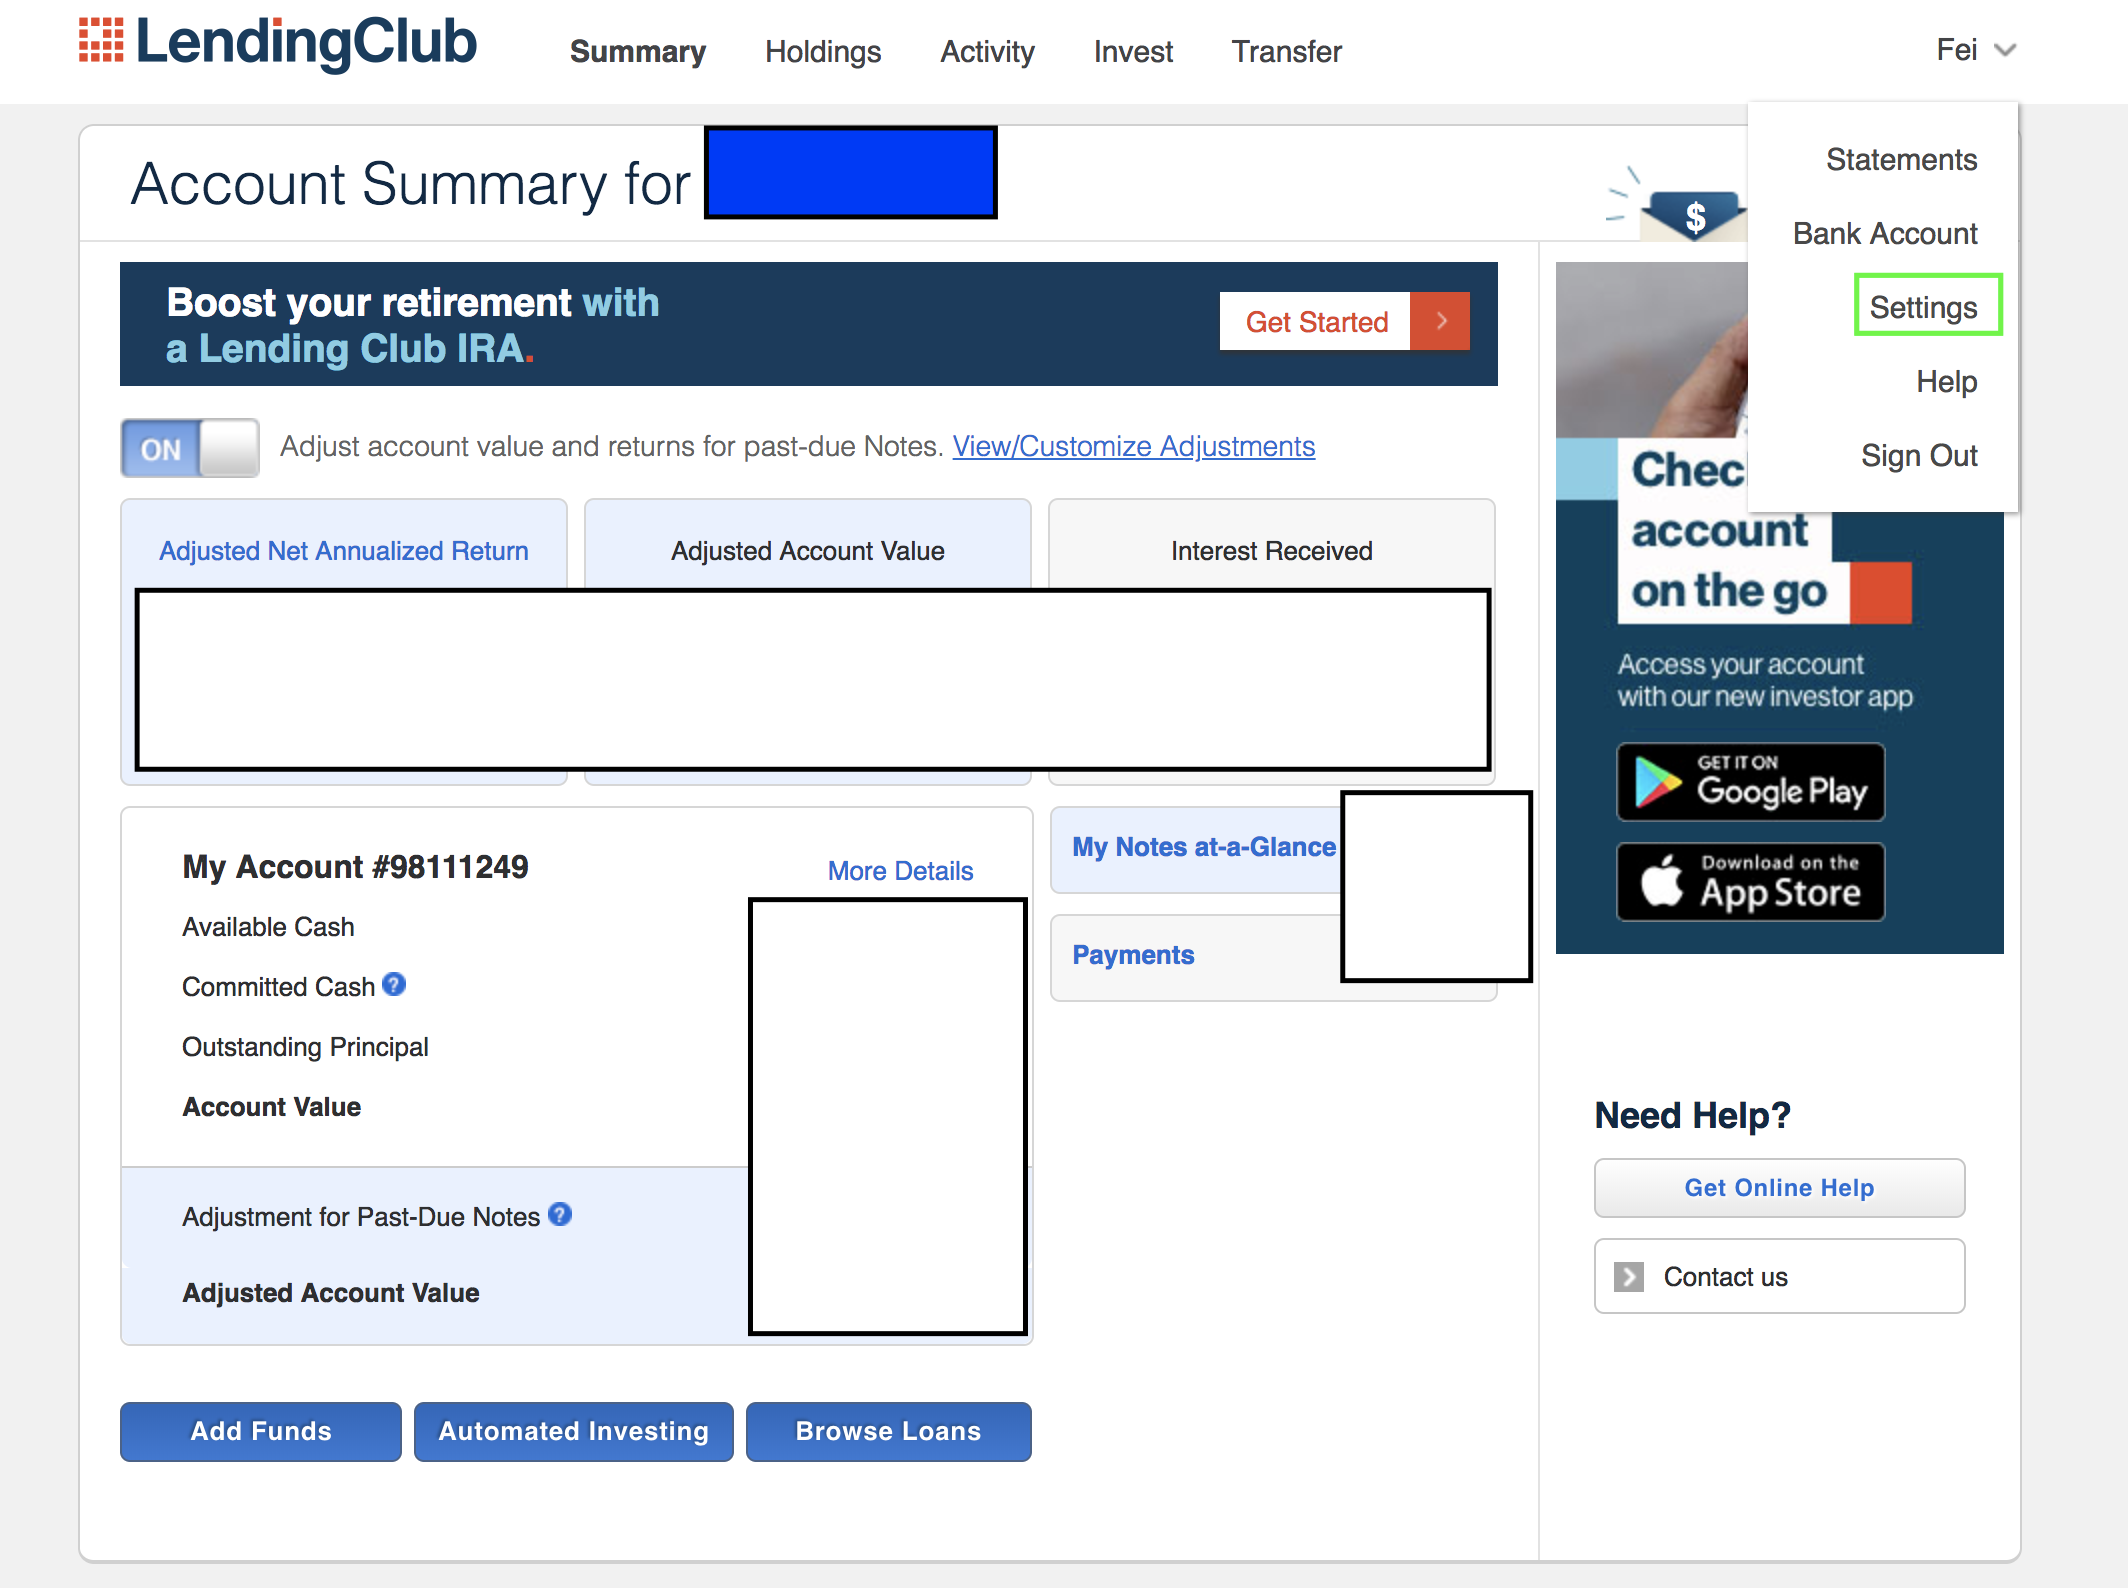 LendingClub
Summary
Holdings
Activity
Invest
Transfer
Fei
Statements
Bank Account
Settings
Help
Sign Out
Account Summary for
$
Boost your retirement with
a Lending Club IRA.
Get Started
ON
Adjust account value and returns for past-due Notes. View/Customize Adjustments
Adjusted Net Annualized Return
Adjusted Account Value
Interest Received
My Account #98111249
More Details
Available Cash
Committed Cash ?
Outstanding Principal
Account Value
Adjustment for Past-Due Notes ?
Adjusted Account Value
My Notes at-a-Glance
Payments
Add Funds
Automated Investing
Browse Loans
account
on the go
Access your account
with our new investor app
GET IT ON
Google Play
Download on the
App Store
Need Help?
Get Online Help
Contact us